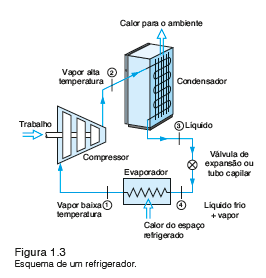 Calor para o ambiente
Vapor alta
temperatura
2
Condensador
Trabalho
3
Líquido
Compressor
Válvula de
expansão ou
tubo capilar
Evaporador
Vapor baixa
temperatura
1
4
Líquido frio
+ vapor
Calor do espaço
refrigerado
Figura 1.3
Esquema de um refrigerador.